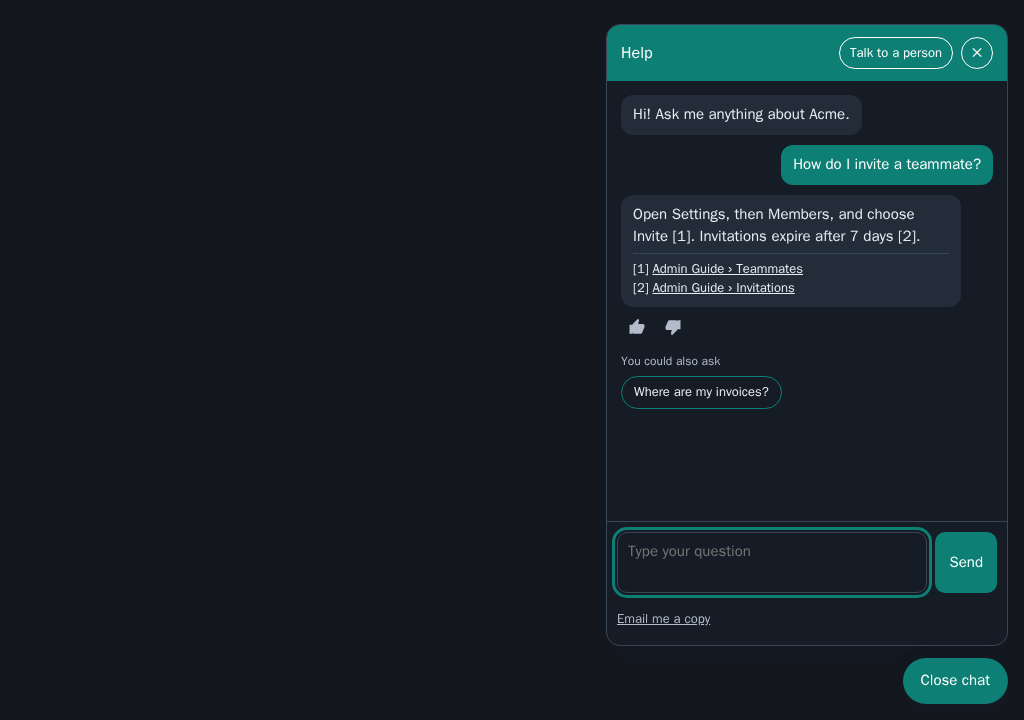 Help
Talk to a person
Hi! Ask me anything about Acme.
How do I invite a teammate?
Open Settings, then Members, and choose
Invite [1]. Invitations expire after 7 days [2].
[1] Admin Guide › Teammates
[2] Admin Guide › Invitations
You could also ask
Where are my invoices?
Type your question
Send
Email me a copy
Close chat